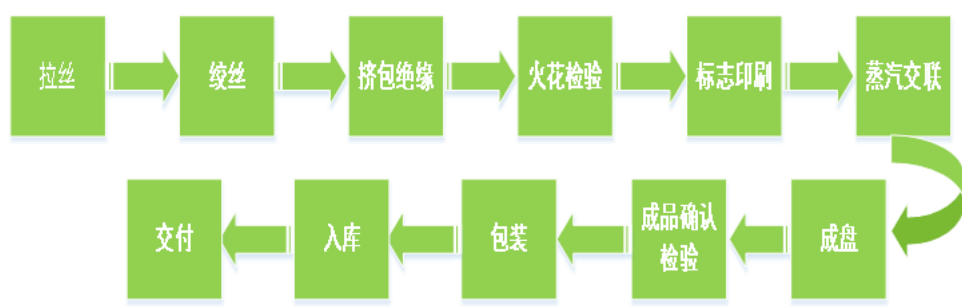 拉丝
绞丝
挤包绝缘
火花检验
标志印刷
蒸汽交联
成盘
成品确认
检验
包装
入库
交付